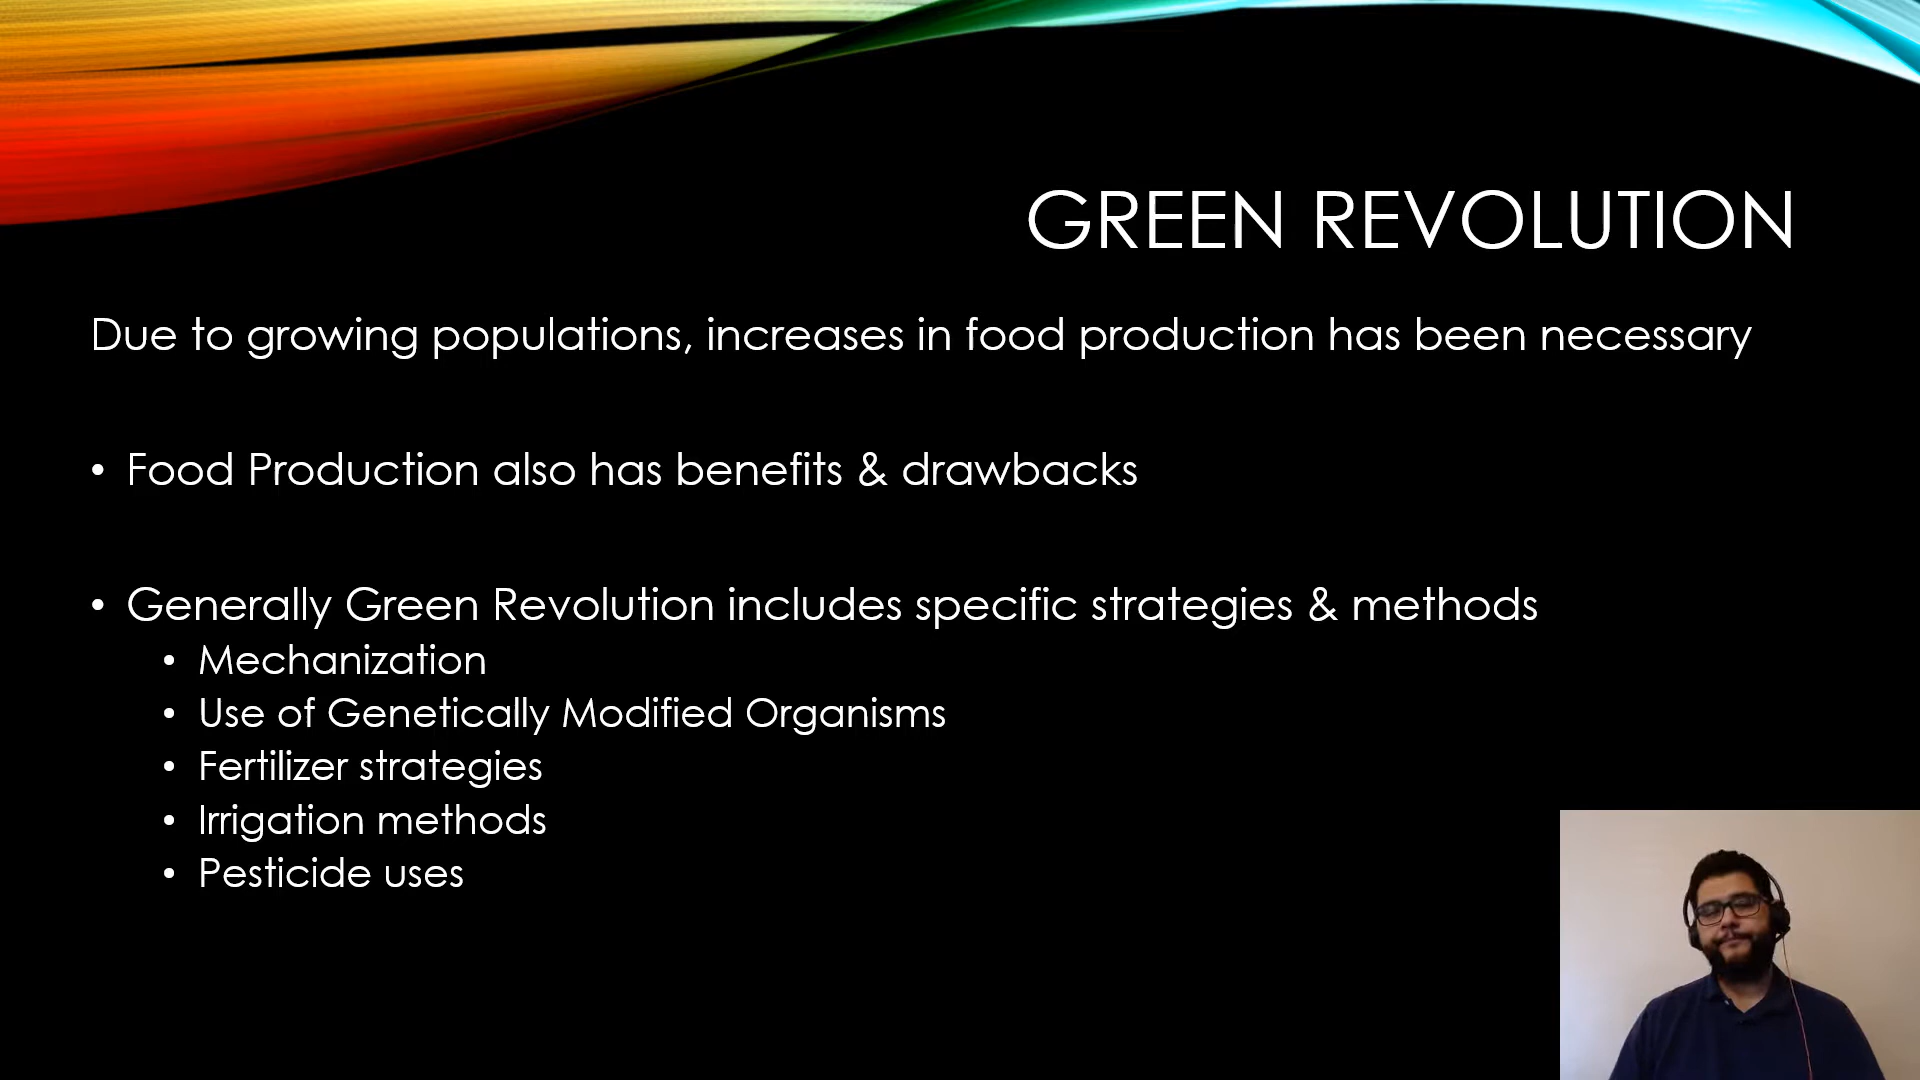 GREEN REVOLUTION
Due to growing populations, increases in food production has been necessary
• Food Production also has benefits & drawbacks
• Generally Green Revolution includes specific strategies & methods
• Mechanization
• Use of Genetically Modified Organisms
• Fertilizer strategies
• Irrigation methods
• Pesticide uses